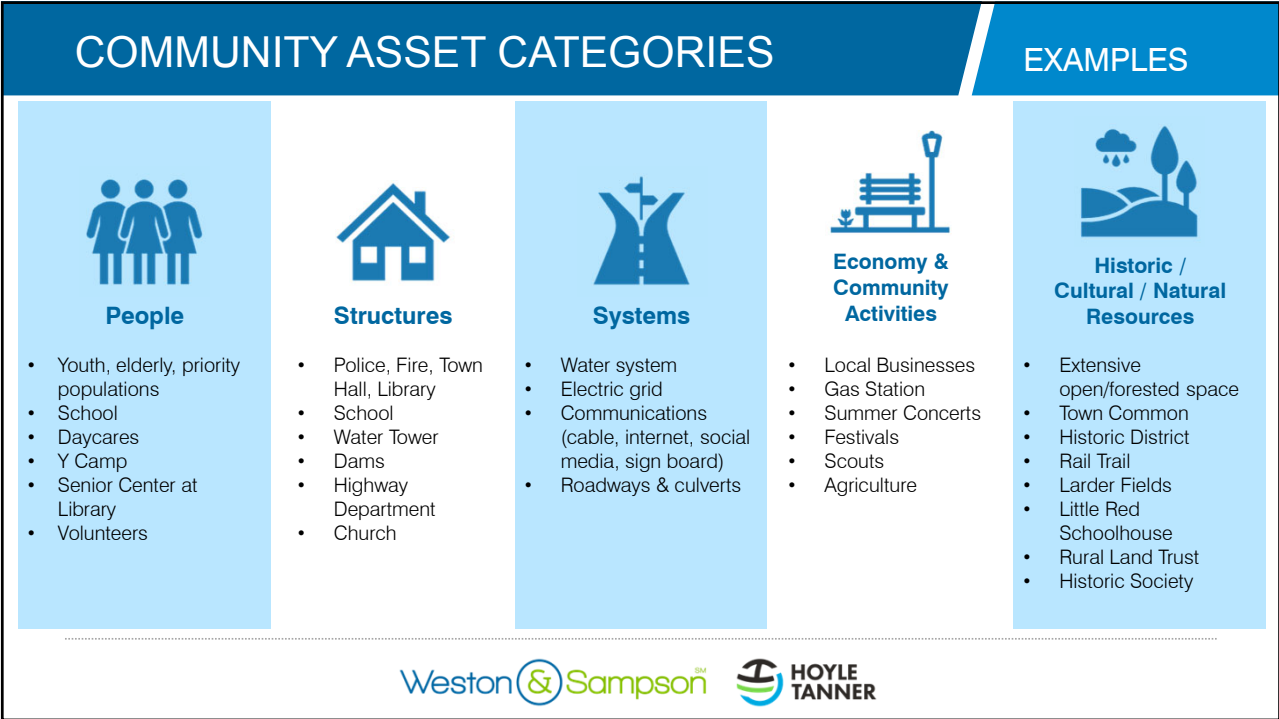 COMMUNITY ASSET CATEGORIES
EXAMPLES
People
• Youth, elderly, priority
populations
• School
• Daycares
• Y Camp
• Senior Center at
Library
• Volunteers
Structures
• Police, Fire, Town
Hall, Library
• School
• Water Tower
• Dams
• Highway
Department
• Church
Systems
• Water system
• Electric grid
• Communications
(cable, internet, social
media, sign board)
• Roadways & culverts
Economy &
Community
Activities
• Local Businesses
• Gas Station
• Summer Concerts
• Festivals
• Scouts
• Agriculture
Historic /
Cultural / Natural
Resources
• Extensive
open/forested space
• Town Common
• Historic District
• Rail Trail
• Larder Fields
• Little Red
Schoolhouse
• Rural Land Trust
• Historic Society
Weston & Sampson SM
HOYLE
TANNER